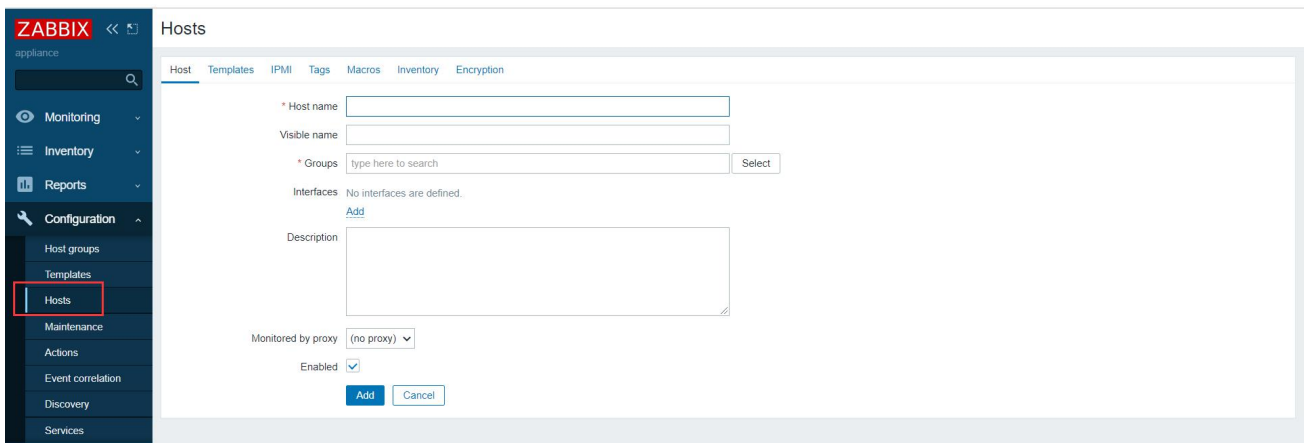 ZABBIX
appliance
Monitoring
Inventory
Reports
Configuration
Host groups
Templates
Hosts
Maintenance
Actions
Event correlation
Discovery
Services
Hosts
Host Templates IPMI Tags Macros Inventory Encryption
* Host name
Visible name
* Groups type here to search Select
Interfaces No interfaces are defined.
Add
Description
Monitored by proxy (no proxy)
Enabled
Add Cancel